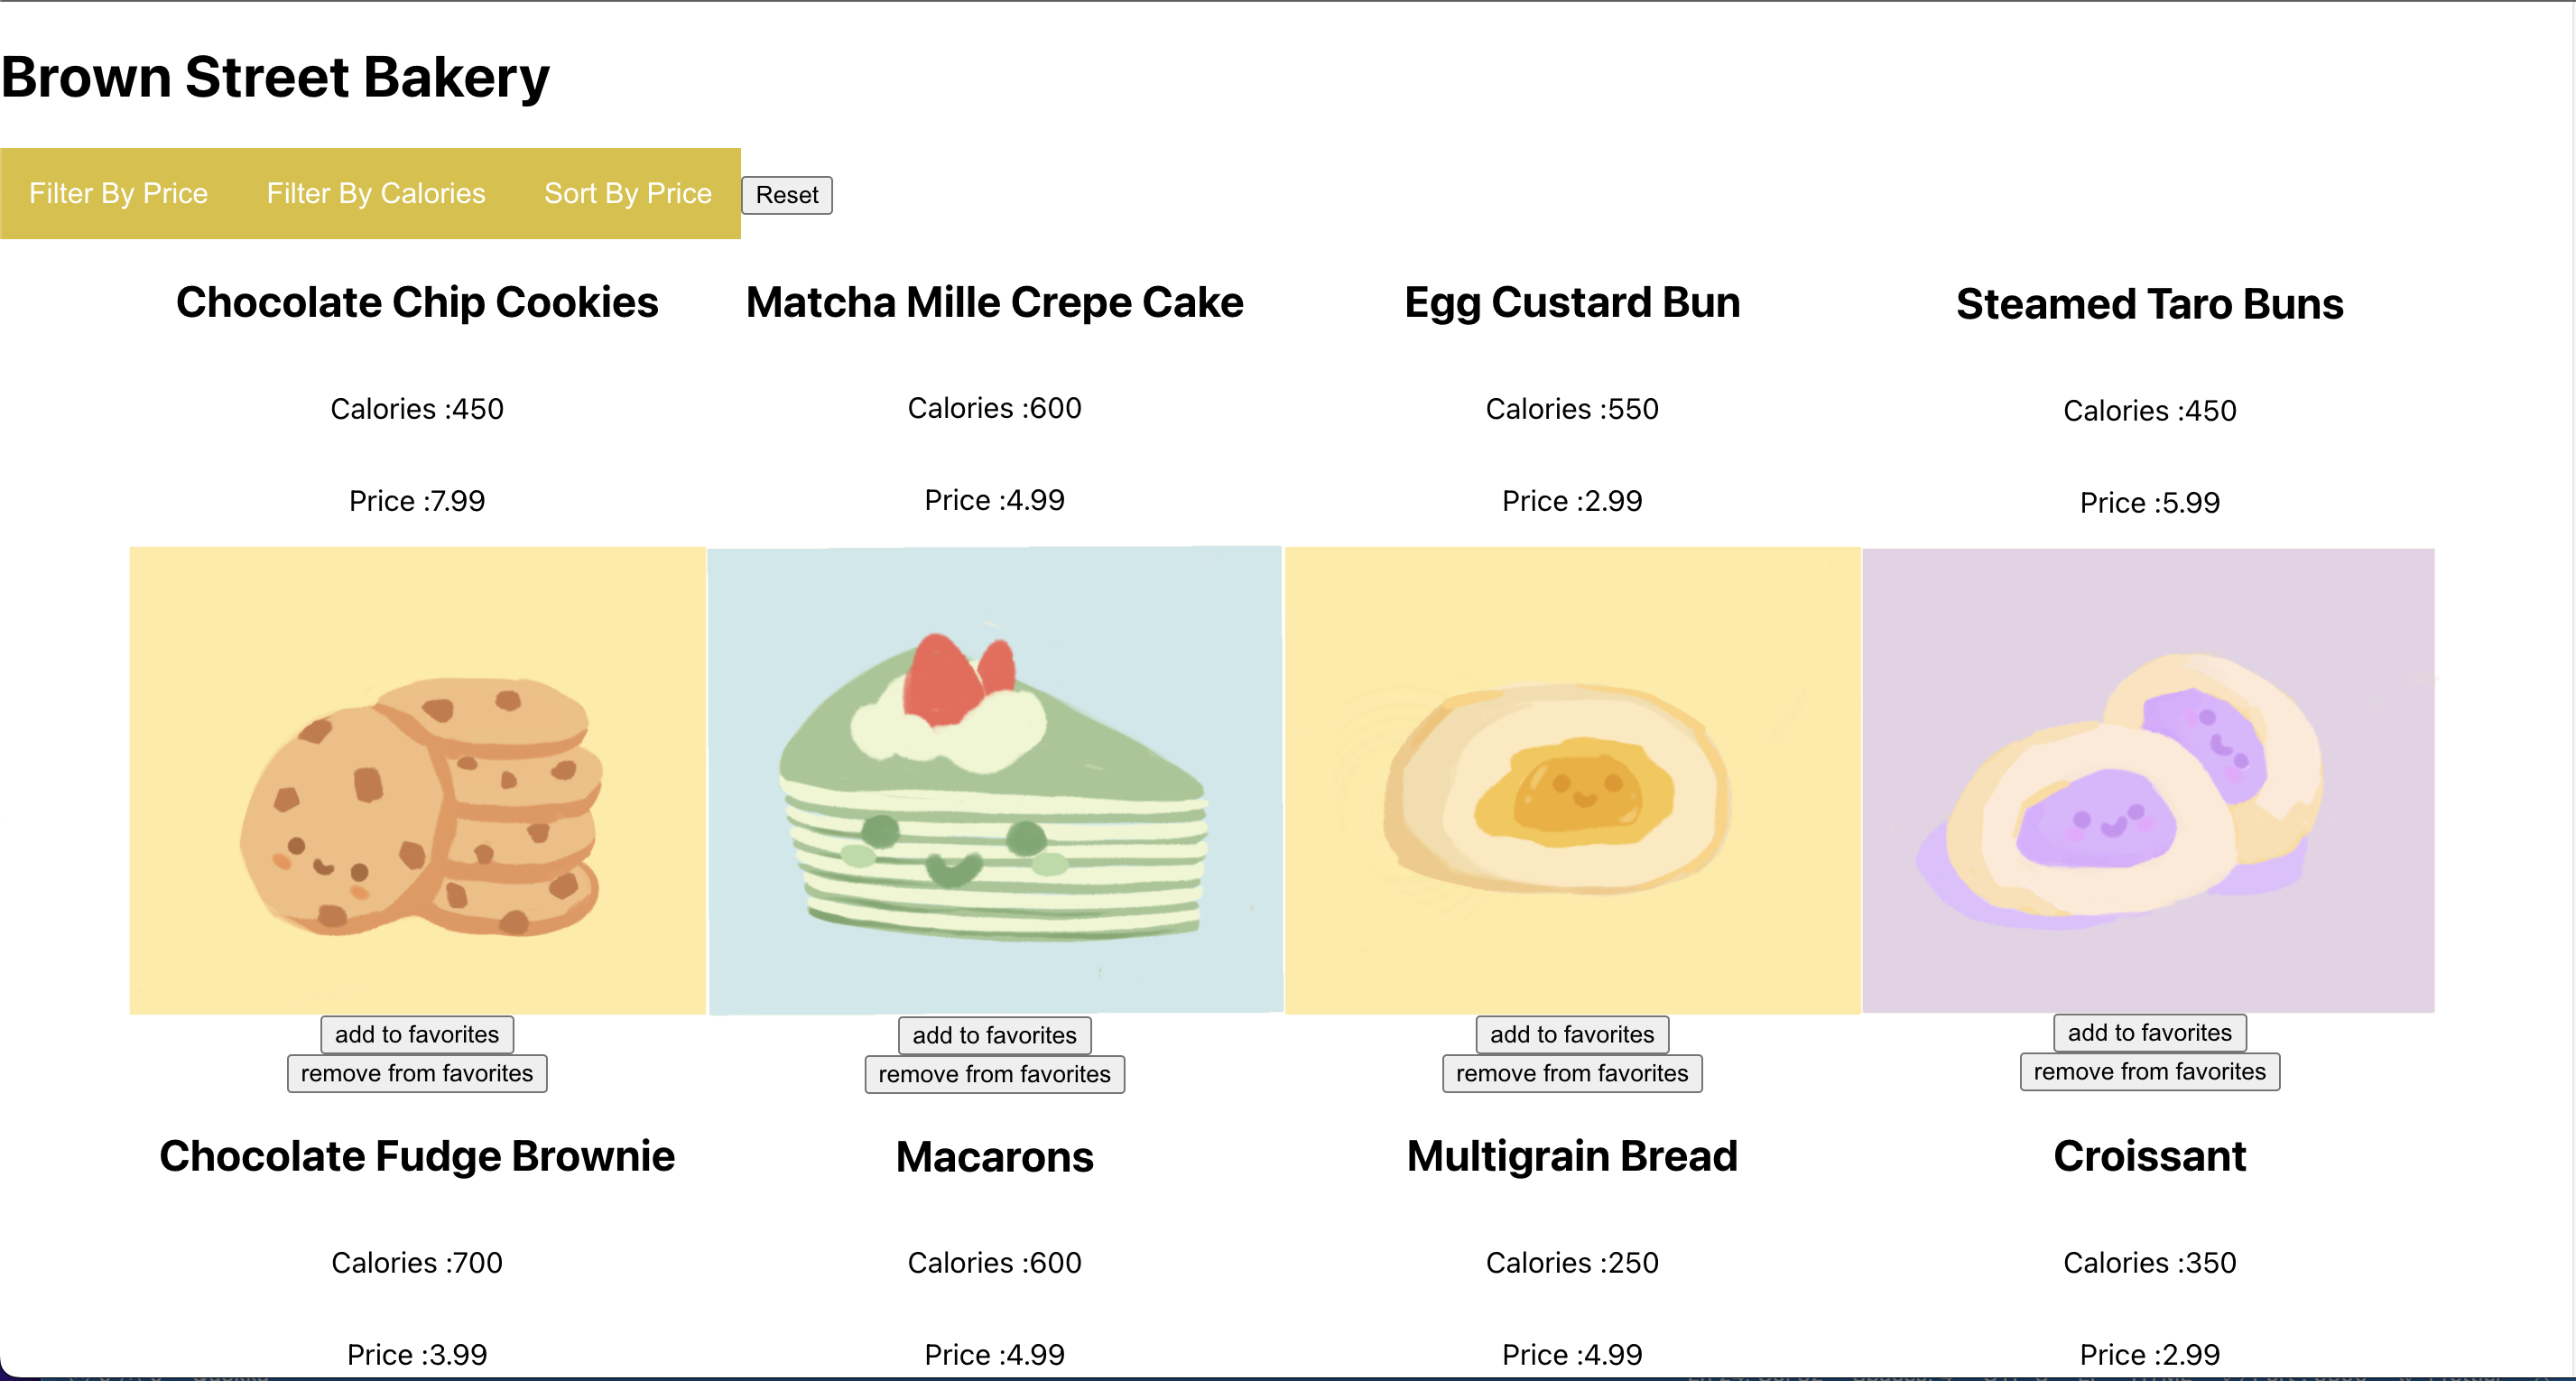 Brown Street Bakery
Filter By Price Filter By Calories Sort By Price Reset
Chocolate Chip Cookies Matcha Mille Crepe Cake Egg Custard Bun Steamed Taro Buns
Calories :450 Calories :600 Calories :550 Calories :450
Price :7.99 Price :4.99 Price :2.99 Price :5.99
add to favorites add to favorites add to favorites add to favorites
remove from favorites remove from favorites remove from favorites remove from favorites
Chocolate Fudge Brownie Macarons Multigrain Bread Croissant
Calories :700 Calories :600 Calories :250 Calories :350
Price :3.99 Price :4.99 Price :4.99 Price :2.99